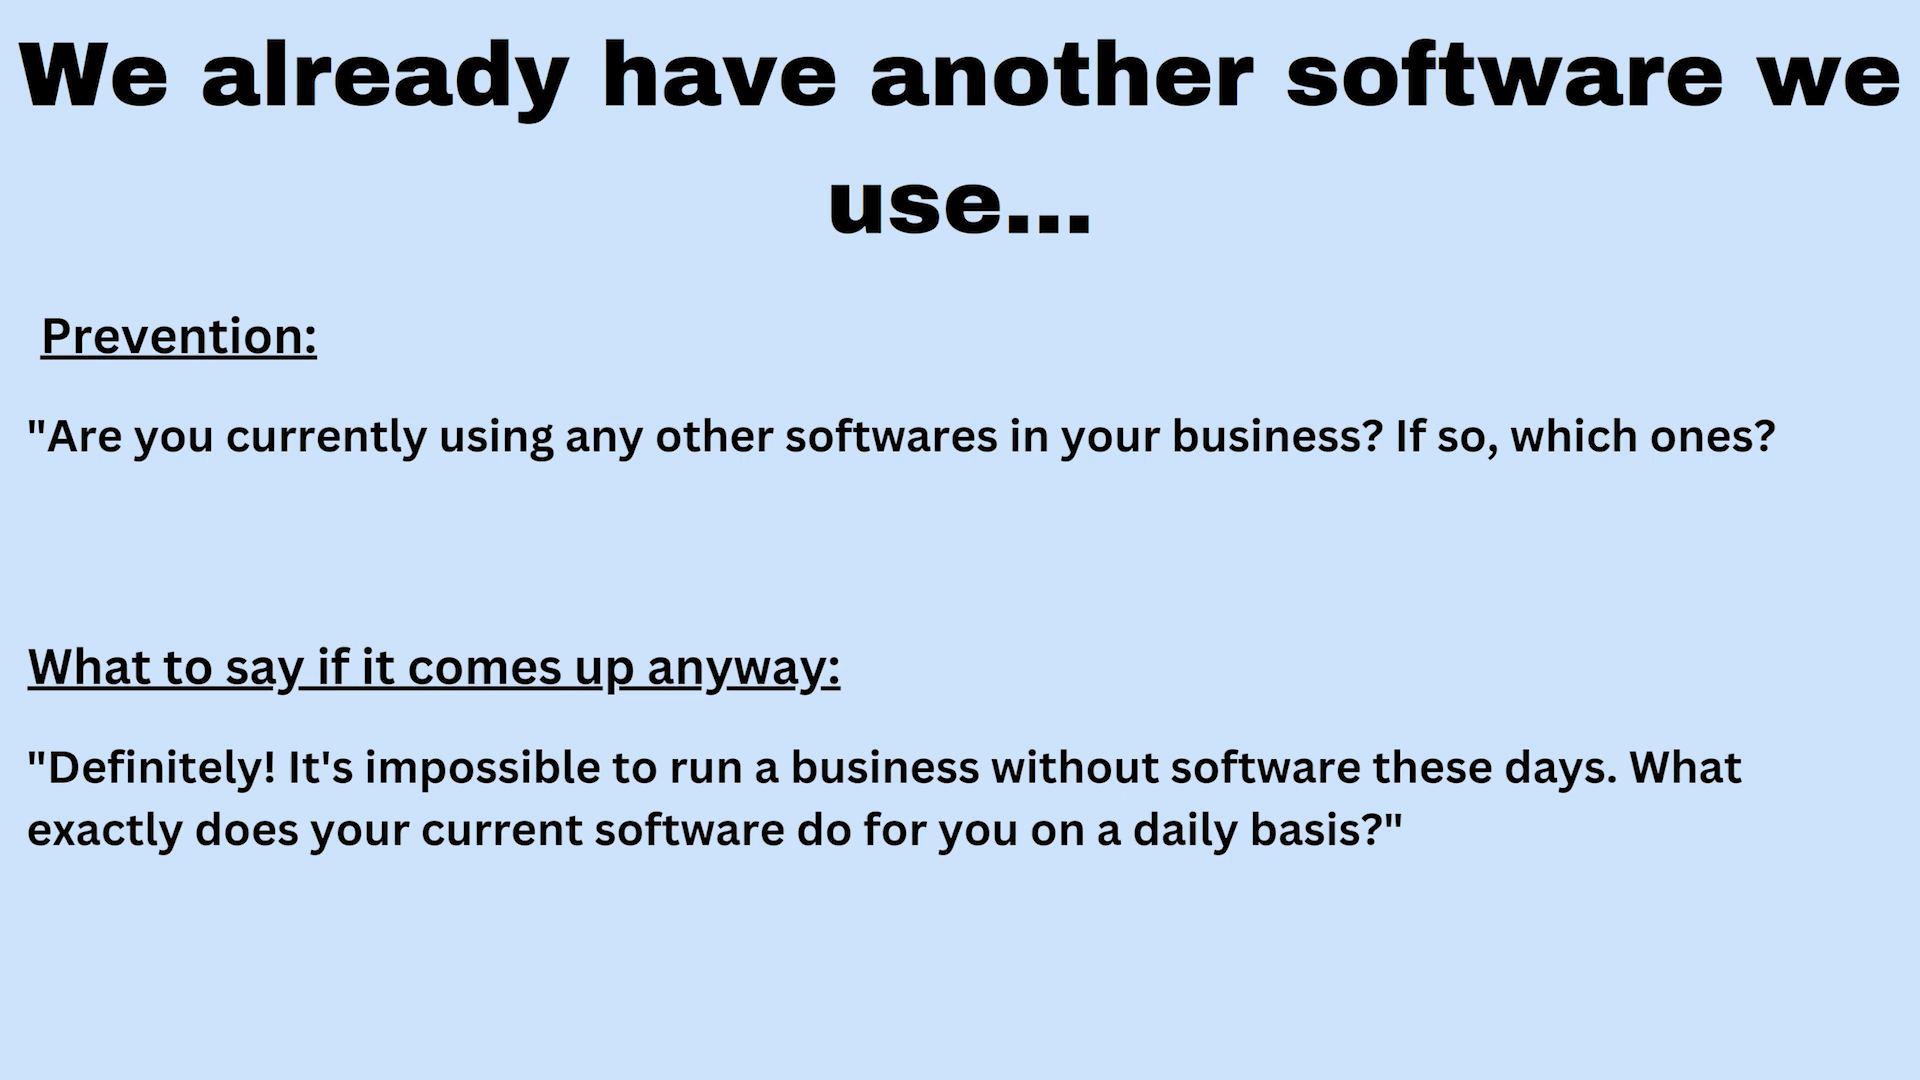 We already have another software we
use...
Prevention:
"Are you currently using any other softwares in your business? If so, which ones?
What to say if it comes up anyway:
"Definitely! It's impossible to run a business without software these days. What
exactly does your current software do for you on a daily basis?"